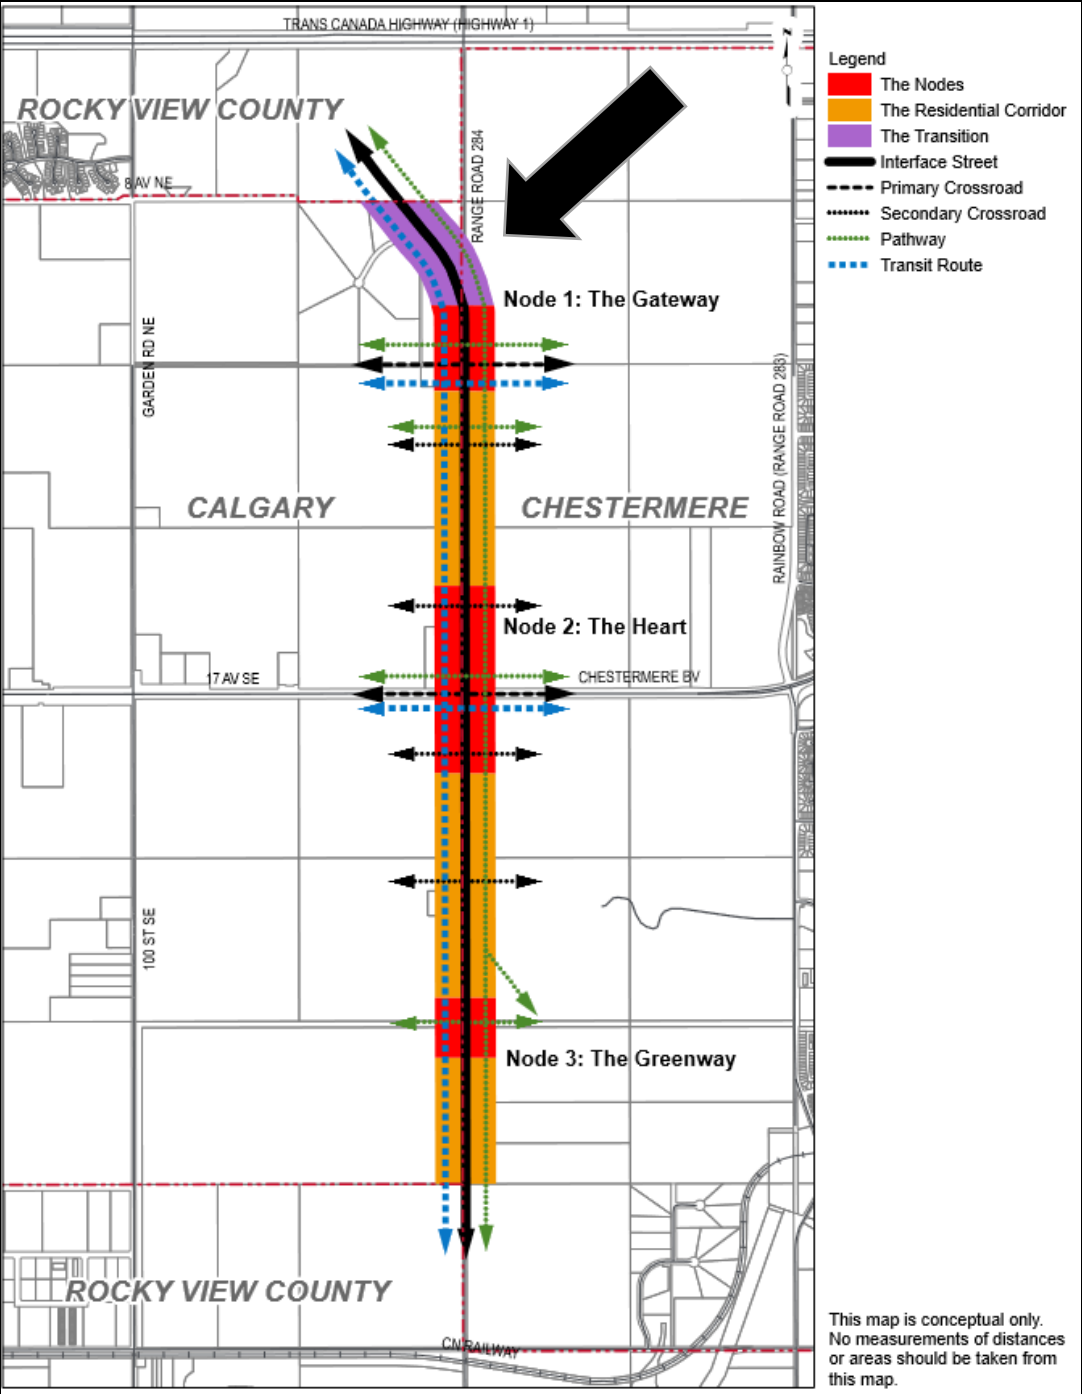 TRANS CANADA HIGHWAY (HIGHWAY 1)
N
Legend
The Nodes
The Residential Corridor
The Transition
Interface Street
Primary Crossroad
Secondary Crossroad
Pathway
Transit Route
ROCKY VIEW COUNTY
RANGE ROAD 284
8 AV NE
Node 1: The Gateway
GARDEN RD NE
RAINBOW ROAD (RANGE ROAD 283)
CALGARY
CHESTERMERE
Node 2: The Heart
17 AV SE
CHESTERMERE BV
100 ST SE
Node 3: The Greenway
ROCKY VIEW COUNTY
CN RAILWAY
This map is conceptual only.
No measurements of distances
or areas should be taken from
this map.